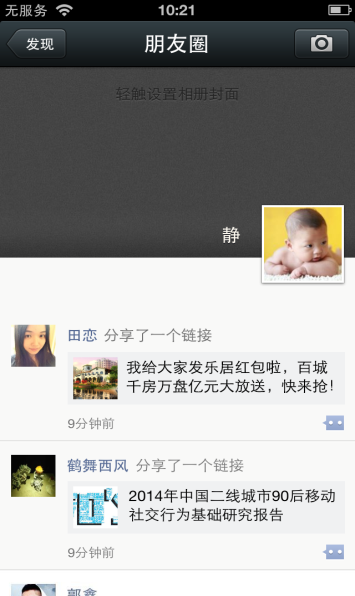 无服务 10:21
发现 朋友圈
轻触设置相册封面
静
田恋 分享了一个链接
我给大家发乐居红包啦，百城
千房万盘亿元大放送，快来抢！
9分钟前
鹤舞西风 分享了一个链接
2014年中国二线城市90后移动
社交行为基础研究报告
9分钟前
郭鑫